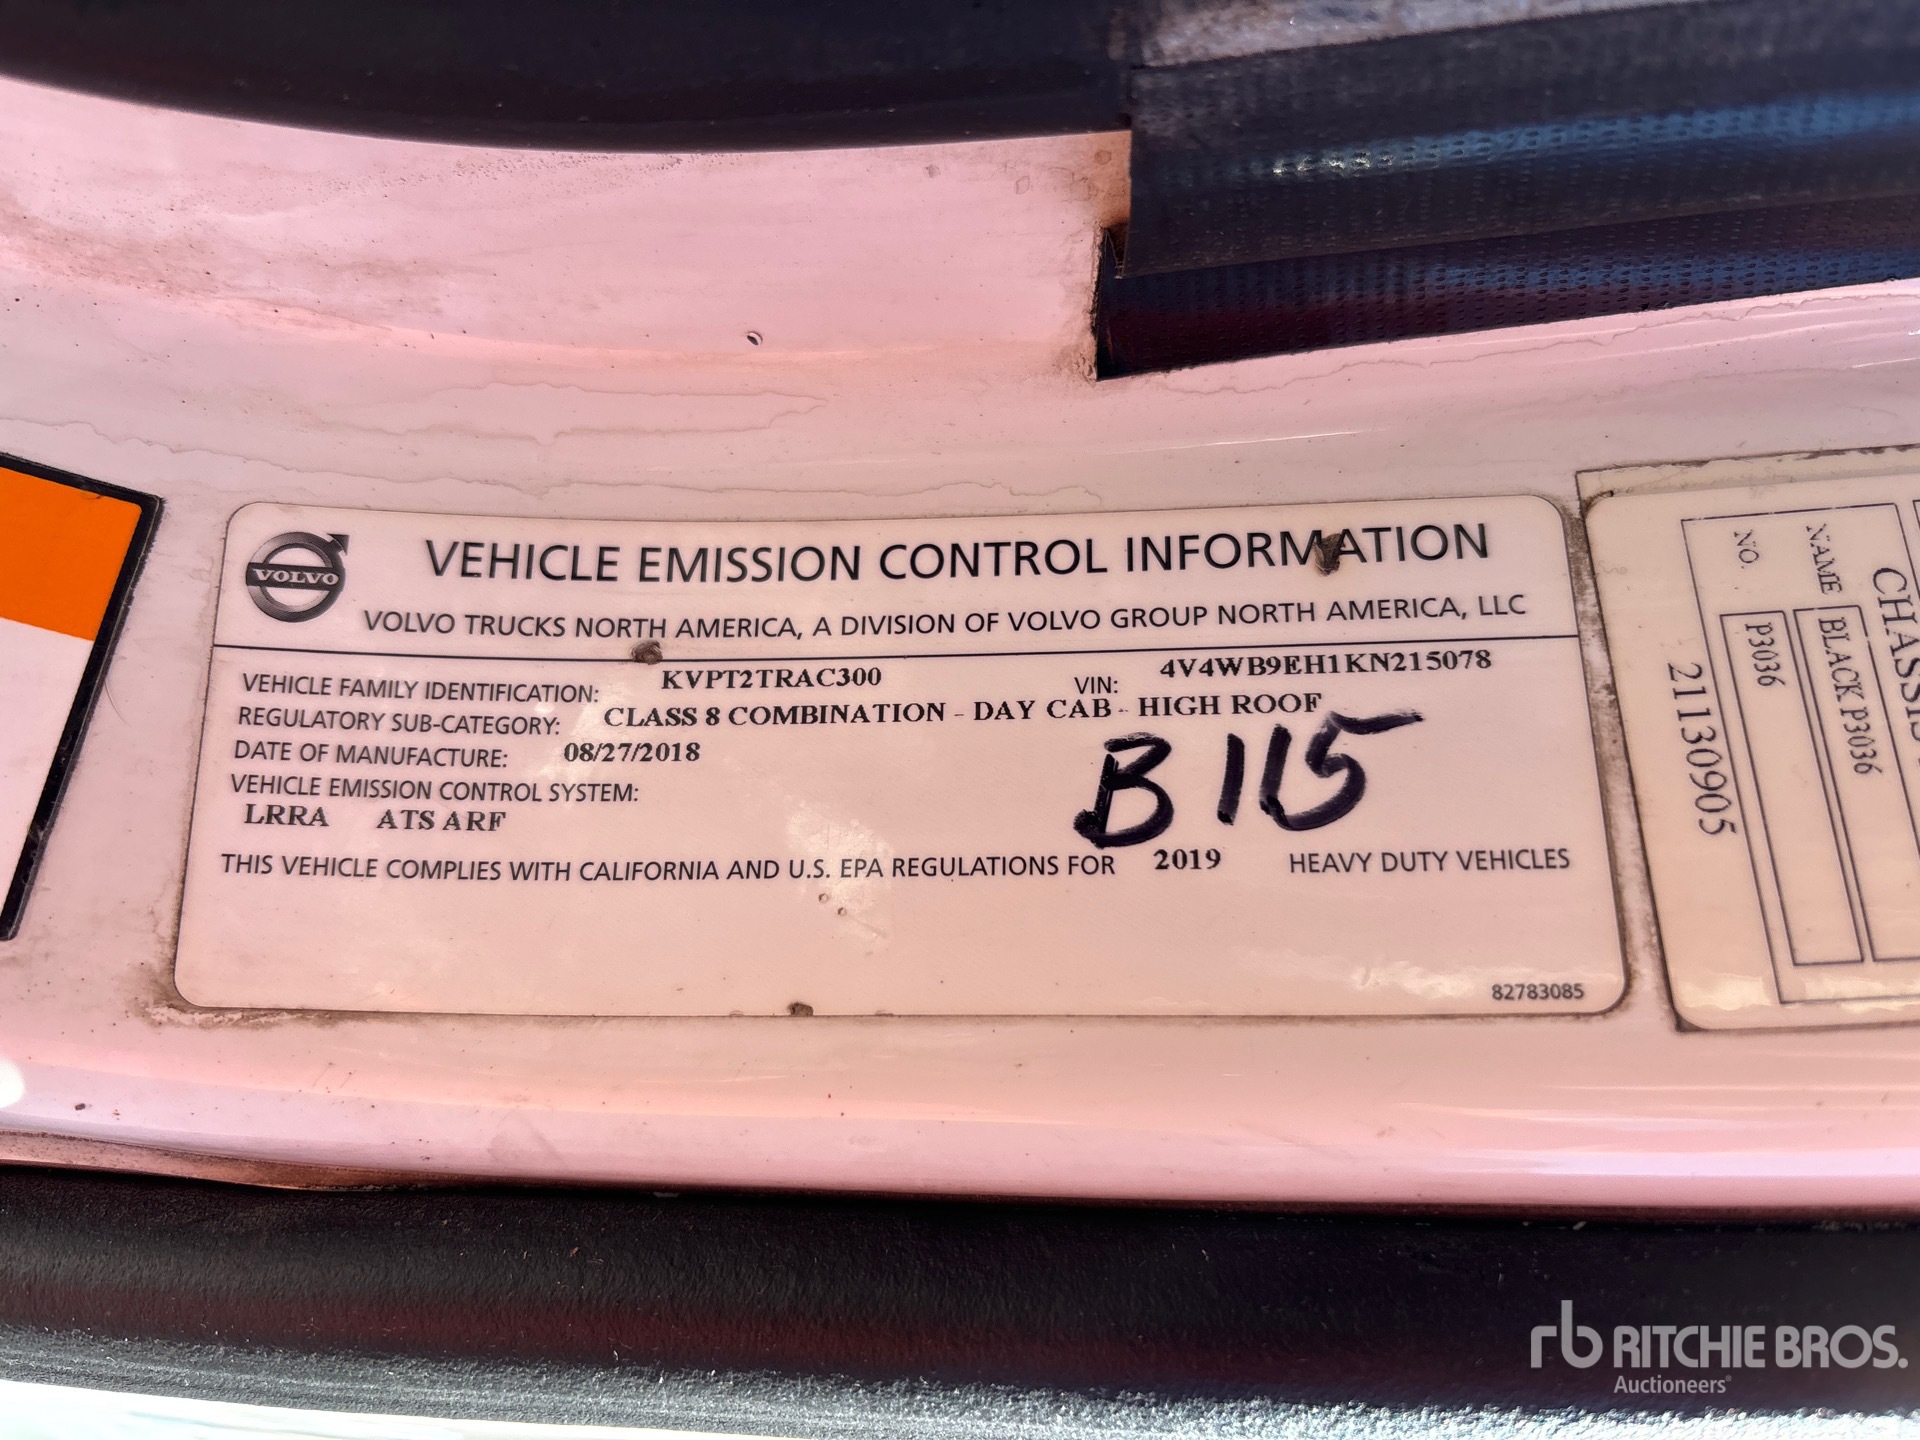 VOLVO
VEHICLE EMISSION CONTROL INFORMATION
VOLVO TRUCKS NORTH AMERICA, A DIVISION OF VOLVO GROUP NORTH AMERICA, LLC
VEHICLE FAMILY IDENTIFICATION: KVPT2TRAC300 VIN: 4V4WB9EH1KN215078
REGULATORY SUB-CATEGORY: CLASS 8 COMBINATION - DAY CAB - HIGH ROOF
DATE OF MANUFACTURE: 08/27/2018
B 115
VEHICLE EMISSION CONTROL SYSTEM:
LRRA ATS ARF
THIS VEHICLE COMPLIES WITH CALIFORNIA AND U.S. EPA REGULATIONS FOR 2019 HEAVY DUTY VEHICLES
82783085
CHASSIS
NAME BLACK P3036
NO. P3036
21130905
rb RITCHIE BROS.
Auctioneers